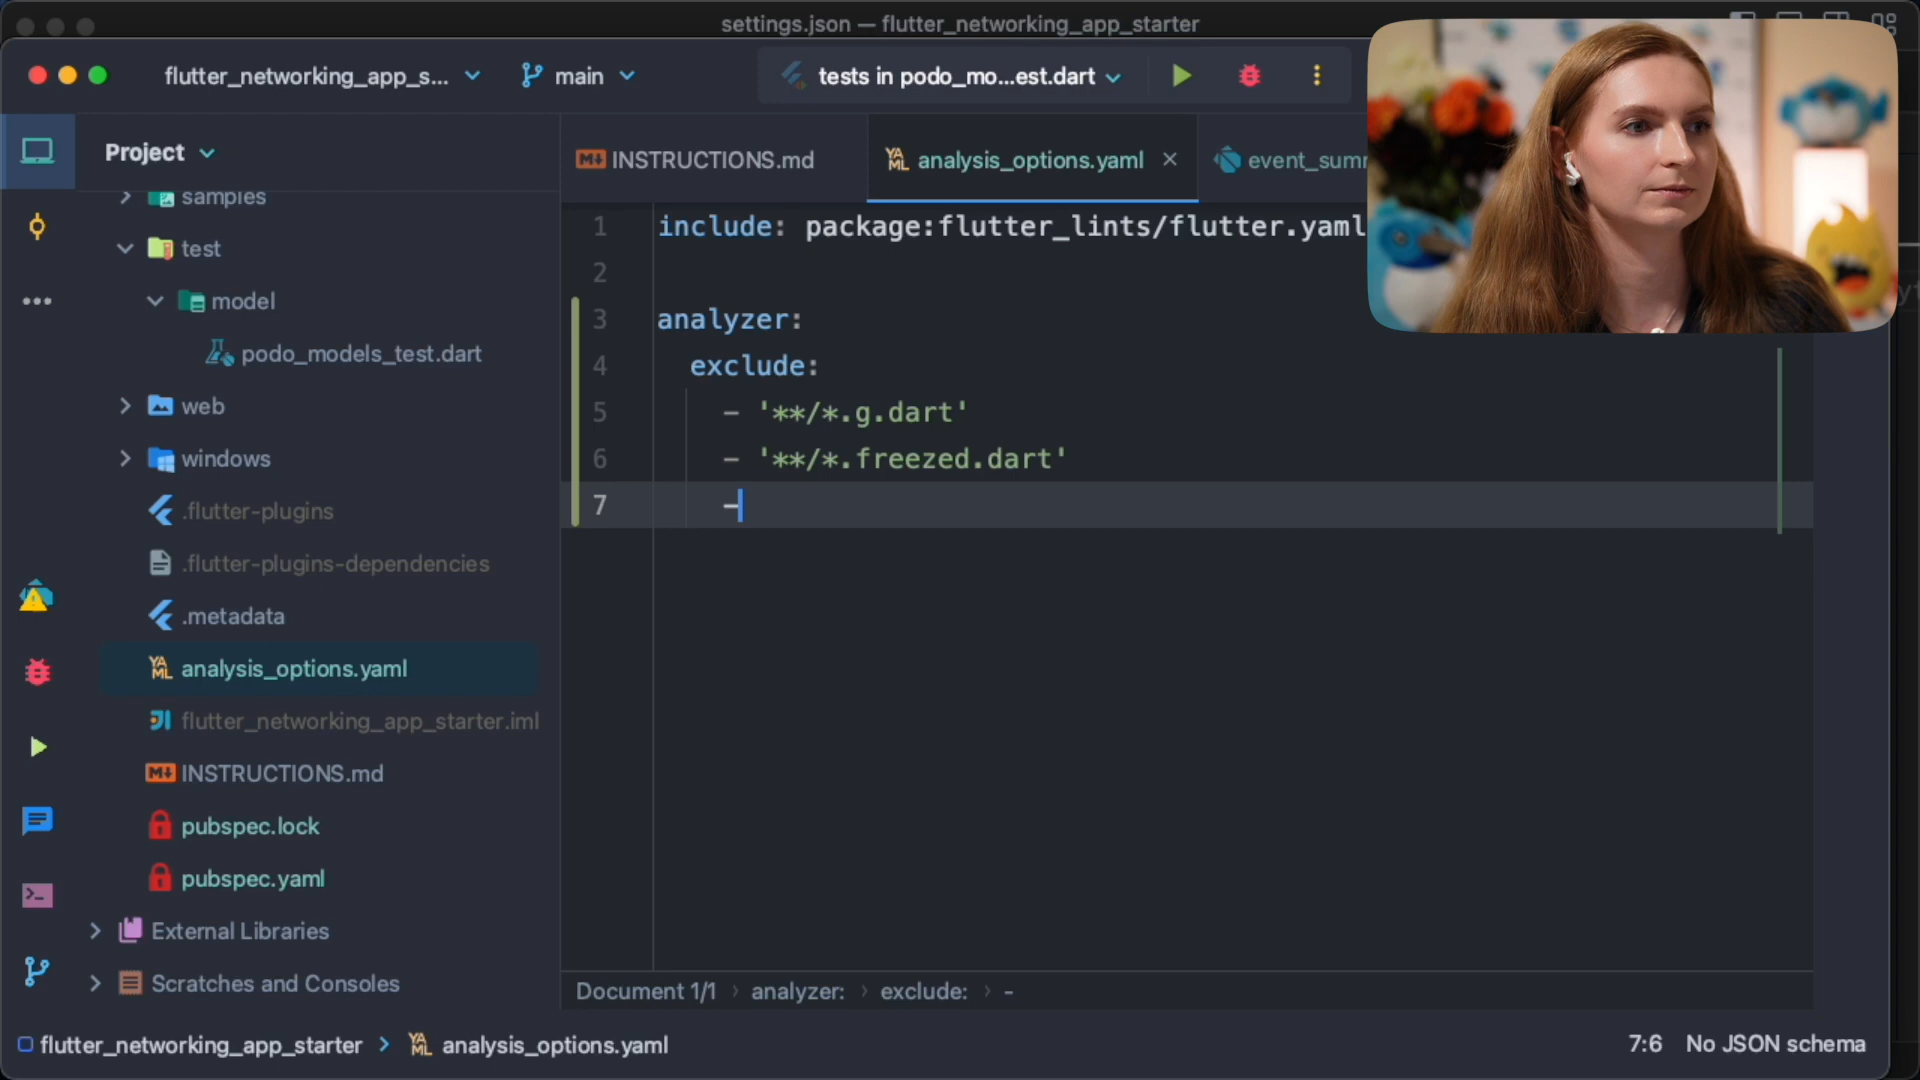 settings.json — flutter_networking_app_starter
flutter_networking_app_s...
main
tests in podo_mo...est.dart
Project
samples
test
model
podo_models_test.dart
web
windows
.flutter-plugins
.flutter-plugins-dependencies
.metadata
analysis_options.yaml
flutter_networking_app_starter.iml
INSTRUCTIONS.md
pubspec.lock
pubspec.yaml
External Libraries
Scratches and Consoles
INSTRUCTIONS.md
analysis_options.yaml
event_sum
1 include: package:flutter_lints/flutter.yaml
2
3 analyzer:
4 exclude:
5 - '**/*.g.dart'
6 - '**/*.freezed.dart'
7 -
Document 1/1 › analyzer: › exclude: › -
flutter_networking_app_starter > analysis_options.yaml
7:6 No JSON schema